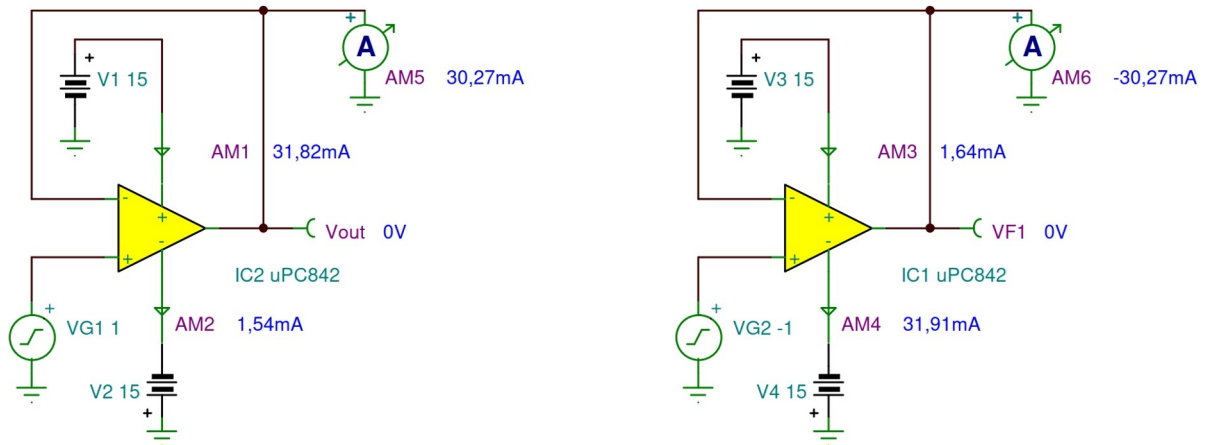 +
A
AM5 30,27mA
+
V1 15
AM1 31,82mA
-
+
-
+
Vout 0V
IC2 uPC842
+
VG1 1
AM2 1,54mA
V2 15
+
+
A
AM6 -30,27mA
+
V3 15
AM3 1,64mA
-
+
-
+
VF1 0V
IC1 uPC842
+
VG2 -1
AM4 31,91mA
V4 15
+